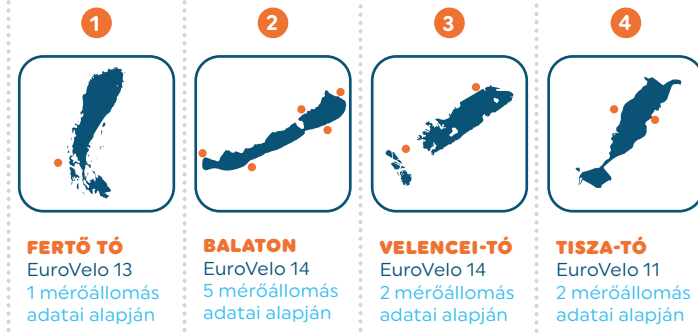 1
FERTŐ TÓ
EuroVelo 13
1 mérőállomás
adatai alapján
2
BALATON
EuroVelo 14
5 mérőállomás
adatai alapján
3
VELENCEI-TÓ
EuroVelo 14
2 mérőállomás
adatai alapján
4
TISZA-TÓ
EuroVelo 11
2 mérőállomás
adatai alapján